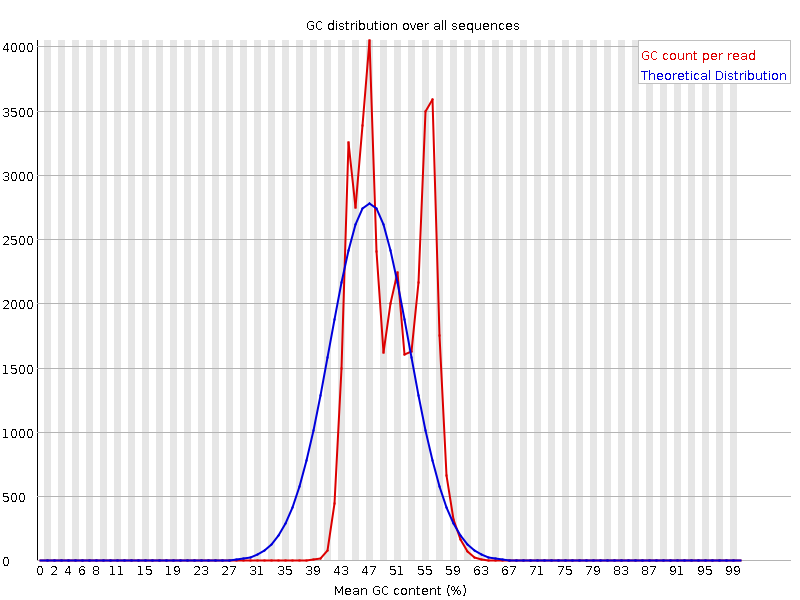 GC distribution over all sequences
GC count per read
Theoretical Distribution
4000
3500
3000
2500
2000
1500
1000
500
0
0 2 4 6 8 11 15 19 23 27 31 35 39 43 47 51 55 59 63 67 71 75 79 83 87 91 95 99
Mean GC content (%)